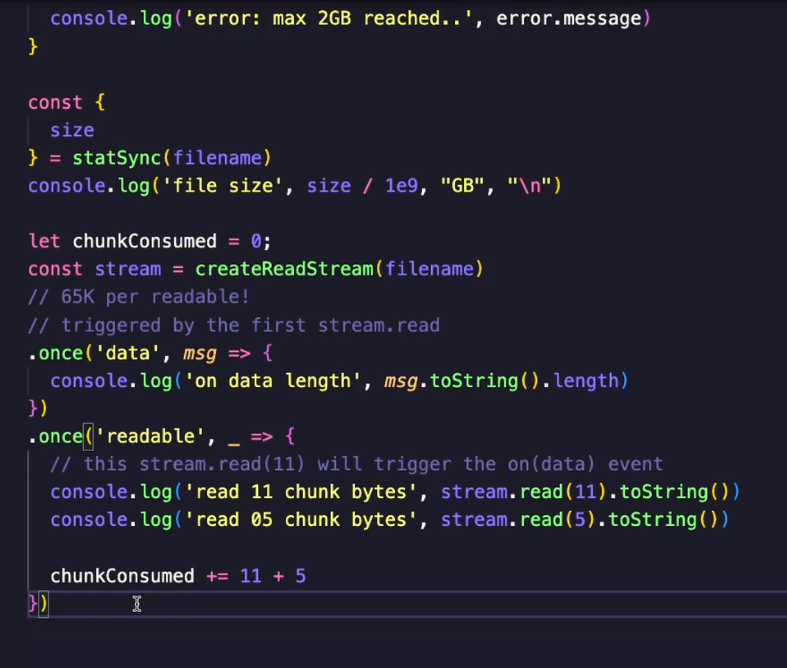 console.log('error: max 2GB reached..', error.message)
}
const {
size
} = statSync(filename)
console.log('file size', size / 1e9, "GB", "\n")
let chunkConsumed = 0;
const stream = createReadStream(filename)
// 65K per readable!
// triggered by the first stream.read
.once('data', msg => {
console.log('on data length', msg.toString().length)
})
.once('readable', _ => {
// this stream.read(11) will trigger the on(data) event
console.log('read 11 chunk bytes', stream.read(11).toString())
console.log('read 05 chunk bytes', stream.read(5).toString())
chunkConsumed += 11 + 5
})